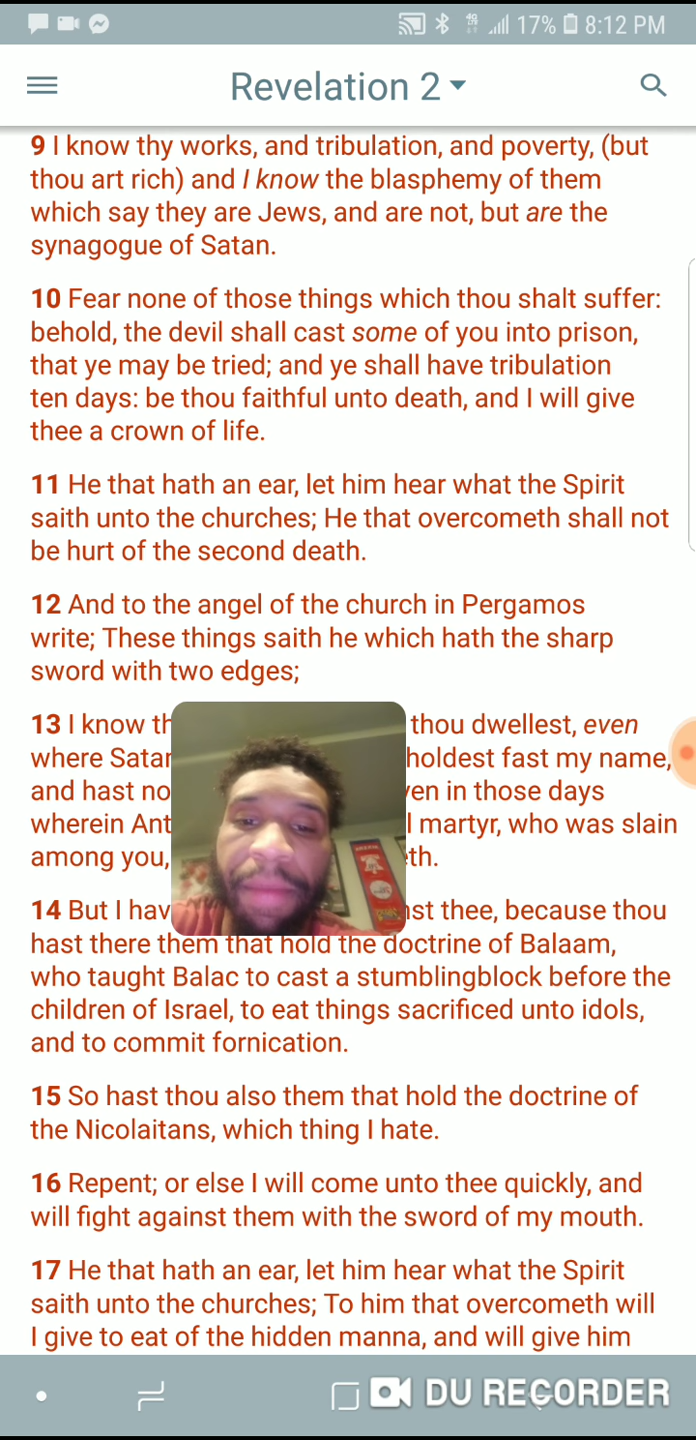 4G 17% 8:12 PM
Revelation 2
9 I know thy works, and tribulation, and poverty, (but
thou art rich) and I know the blasphemy of them
which say they are Jews, and are not, but are the
synagogue of Satan.
10 Fear none of those things which thou shalt suffer:
behold, the devil shall cast some of you into prison,
that ye may be tried; and ye shall have tribulation
ten days: be thou faithful unto death, and I will give
thee a crown of life.
11 He that hath an ear, let him hear what the Spirit
saith unto the churches; He that overcometh shall not
be hurt of the second death.
12 And to the angel of the church in Pergamos
write; These things saith he which hath the sharp
sword with two edges;
13 I know thou dwellest, even
where holdest fast my name,
and hast in those days
wherein martyr, who was slain
among you,
14 But I thee, because thou
hast there them that hold the doctrine of Balaam,
who taught Balac to cast a stumblingblock before the
children of Israel, to eat things sacrificed unto idols,
and to commit fornication.
15 So hast thou also them that hold the doctrine of
the Nicolaitans, which thing I hate.
16 Repent; or else I will come unto thee quickly, and
will fight against them with the sword of my mouth.
17 He that hath an ear, let him hear what the Spirit
saith unto the churches; To him that overcometh will
I give to eat of the hidden manna, and will give him
DU RECORDER